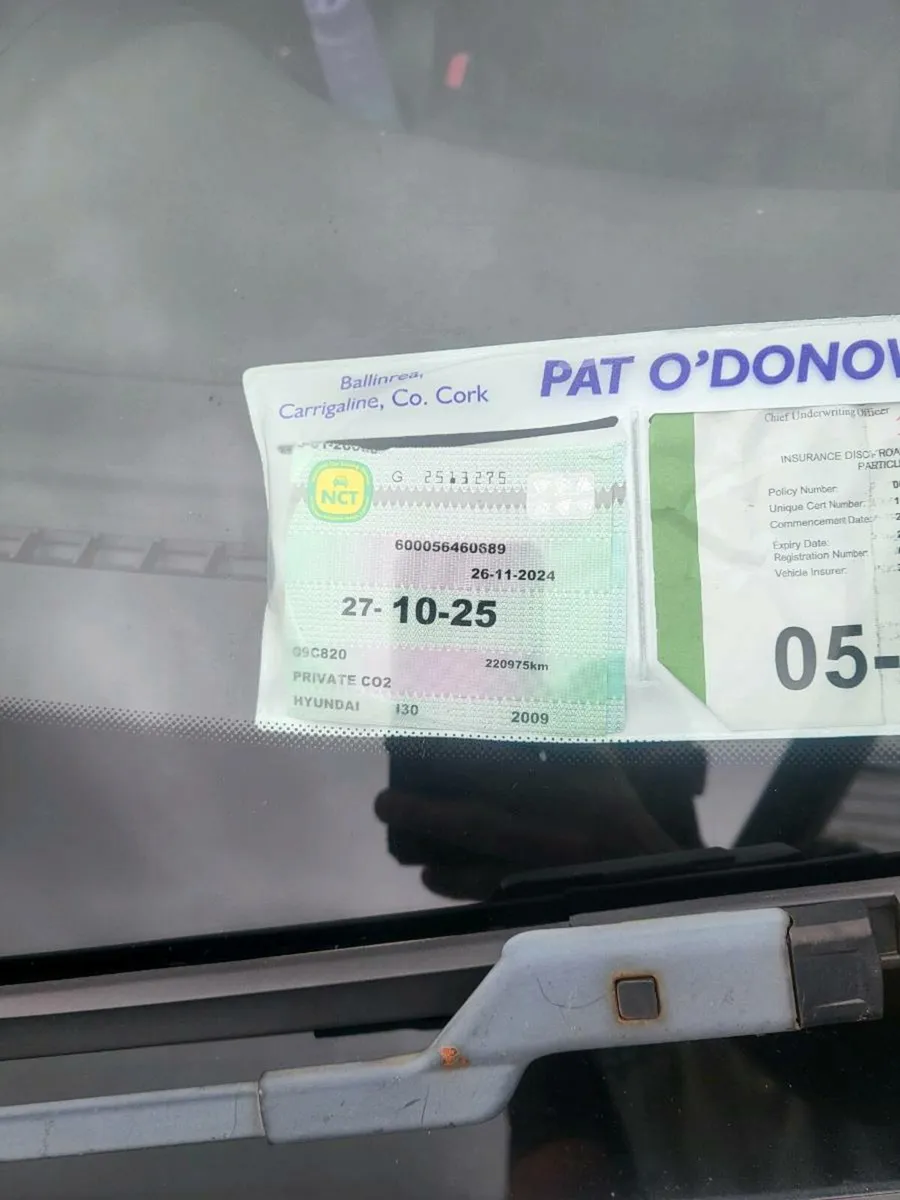 Ballinrea,
Carrigaline, Co. Cork
PAT O'DONOV
NCT
G 2513275
600056460689
26-11-2024
27-10-25
09C820
220975km
PRIVATE CO2
HYUNDAI I30 2009
Chief Underwriting Officer
INSURANCE DISC
PARTICU
Policy Number:
Unique Cert Number:
Commencement Date:
Expiry Date:
Registration Number
Vehicle Insurer:
05-